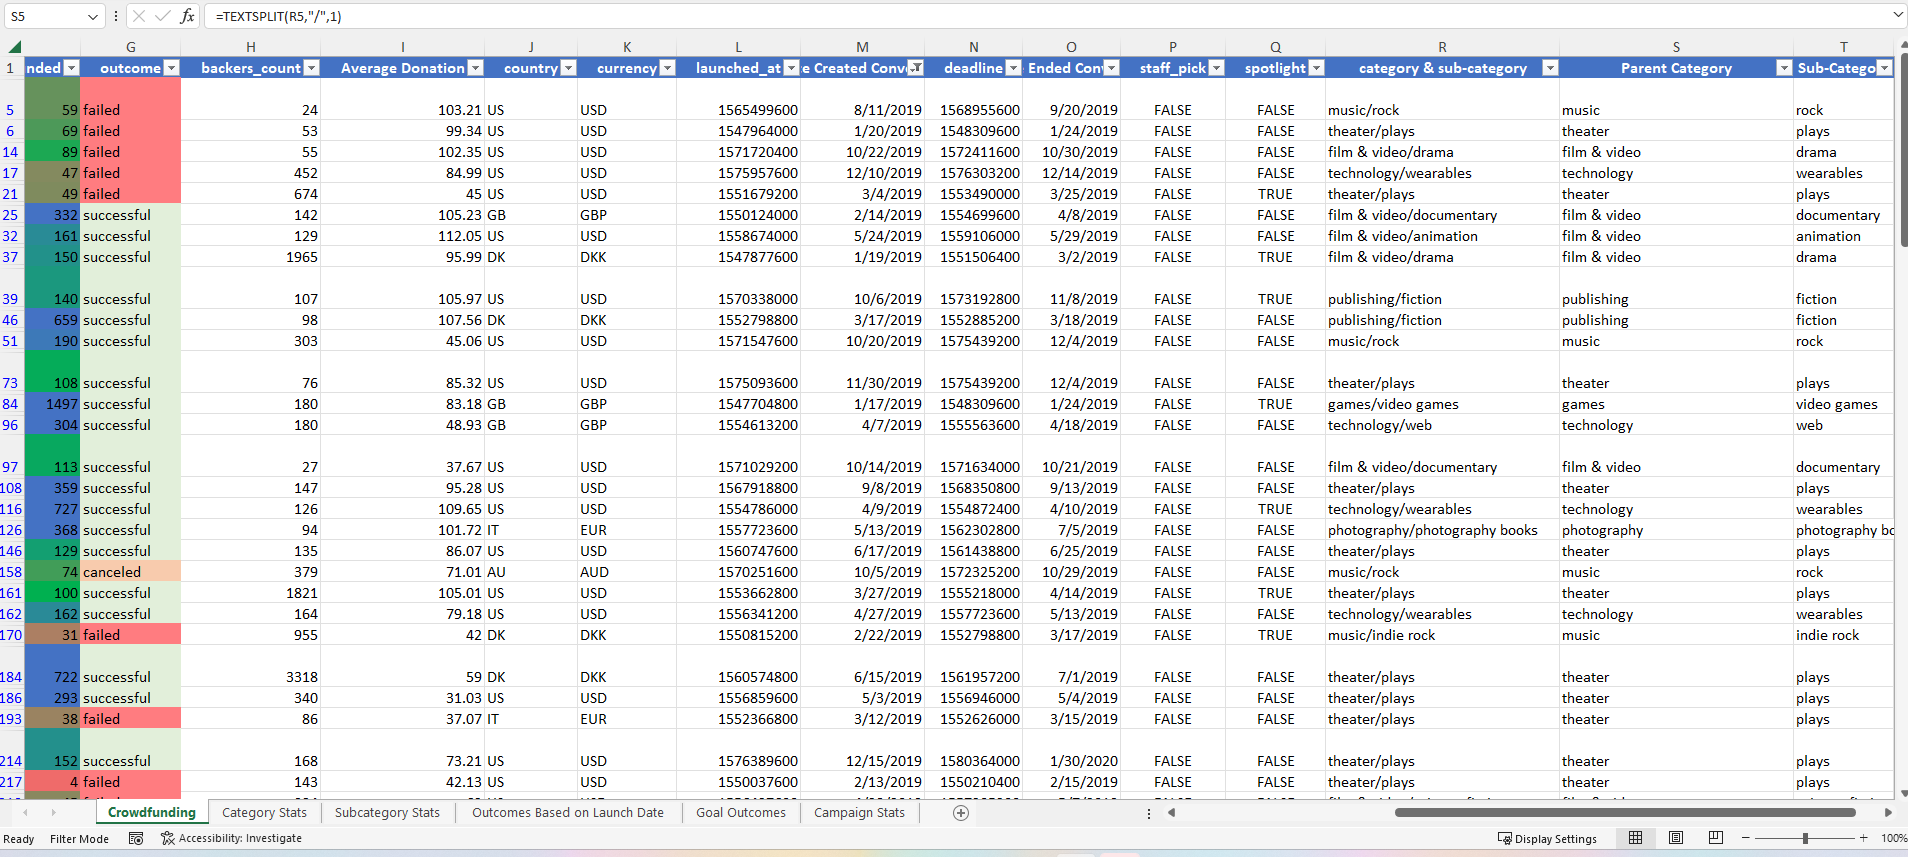 S5 =TEXTSPLIT(R5,"/",1)
G H I J K L M N O P Q R S T
1 nded outcome backers_count Average Donation country currency launched_at e Created Conv deadline Ended Con staff_pick spotlight category & sub-category Parent Category Sub-Catego
5 59 failed 24 103.21 US USD 1565499600 8/11/2019 1568955600 9/20/2019 FALSE FALSE music/rock music rock
6 69 failed 53 99.34 US USD 1547964000 1/20/2019 1548309600 1/24/2019 FALSE FALSE theater/plays theater plays
14 89 failed 55 102.35 US USD 1571720400 10/22/2019 1572411600 10/30/2019 FALSE FALSE film & video/drama film & video drama
17 47 failed 452 84.99 US USD 1575957600 12/10/2019 1576303200 12/14/2019 FALSE FALSE technology/wearables technology wearables
21 49 failed 674 45 US USD 1551679200 3/4/2019 1553490000 3/25/2019 FALSE TRUE theater/plays theater plays
25 332 successful 142 105.23 GB GBP 1550124000 2/14/2019 1554699600 4/8/2019 FALSE FALSE film & video/documentary film & video documentary
32 161 successful 129 112.05 US USD 1558674000 5/24/2019 1559106000 5/29/2019 FALSE FALSE film & video/animation film & video animation
37 150 successful 1965 95.99 DK DKK 1547877600 1/19/2019 1551506400 3/2/2019 FALSE TRUE film & video/drama film & video drama
39 140 successful 107 105.97 US USD 1570338000 10/6/2019 1573192800 11/8/2019 FALSE TRUE publishing/fiction publishing fiction
46 659 successful 98 107.56 DK DKK 1552798800 3/17/2019 1552885200 3/18/2019 FALSE FALSE publishing/fiction publishing fiction
51 190 successful 303 45.06 US USD 1571547600 10/20/2019 1575439200 12/4/2019 FALSE FALSE music/rock music rock
73 108 successful 76 85.32 US USD 1575093600 11/30/2019 1575439200 12/4/2019 FALSE FALSE theater/plays theater plays
84 1497 successful 180 83.18 GB GBP 1547704800 1/17/2019 1548309600 1/24/2019 FALSE TRUE games/video games games video games
96 304 successful 180 48.93 GB GBP 1554613200 4/7/2019 1555563600 4/18/2019 FALSE FALSE technology/web technology web
97 113 successful 27 37.67 US USD 1571029200 10/14/2019 1571634000 10/21/2019 FALSE FALSE film & video/documentary film & video documentary
108 359 successful 147 95.28 US USD 1567918800 9/8/2019 1568350800 9/13/2019 FALSE FALSE theater/plays theater plays
116 727 successful 126 109.65 US USD 1554786000 4/9/2019 1554872400 4/10/2019 FALSE TRUE technology/wearables technology wearables
126 368 successful 94 101.72 IT EUR 1557723600 5/13/2019 1562302800 7/5/2019 FALSE FALSE photography/photography books photography photography bo
146 129 successful 135 86.07 US USD 1560747600 6/17/2019 1561438800 6/25/2019 FALSE FALSE theater/plays theater plays
158 74 canceled 379 71.01 AU AUD 1570251600 10/5/2019 1572325200 10/29/2019 FALSE FALSE music/rock music rock
161 100 successful 1821 105.01 US USD 1553662800 3/27/2019 1555218000 4/14/2019 FALSE TRUE theater/plays theater plays
162 162 successful 164 79.18 US USD 1556341200 4/27/2019 1557723600 5/13/2019 FALSE FALSE technology/wearables technology wearables
170 31 failed 955 42 DK DKK 1550815200 2/22/2019 1552798800 3/17/2019 FALSE TRUE music/indie rock music indie rock
184 722 successful 3318 59 DK DKK 1560574800 6/15/2019 1561957200 7/1/2019 FALSE FALSE theater/plays theater plays
186 293 successful 340 31.03 US USD 1556859600 5/3/2019 1556946000 5/4/2019 FALSE FALSE theater/plays theater plays
193 38 failed 86 37.07 IT EUR 1552366800 3/12/2019 1552626000 3/15/2019 FALSE FALSE theater/plays theater plays
214 152 successful 168 73.21 US USD 1576389600 12/15/2019 1580364000 1/30/2020 FALSE FALSE theater/plays theater plays
217 4 failed 143 42.13 US USD 1550037600 2/13/2019 1550210400 2/15/2019 FALSE FALSE theater/plays theater plays
Crowdfunding Category Stats Subcategory Stats Outcomes Based on Launch Date Goal Outcomes Campaign Stats
Ready Filter Mode Accessibility: Investigate Display Settings 100%